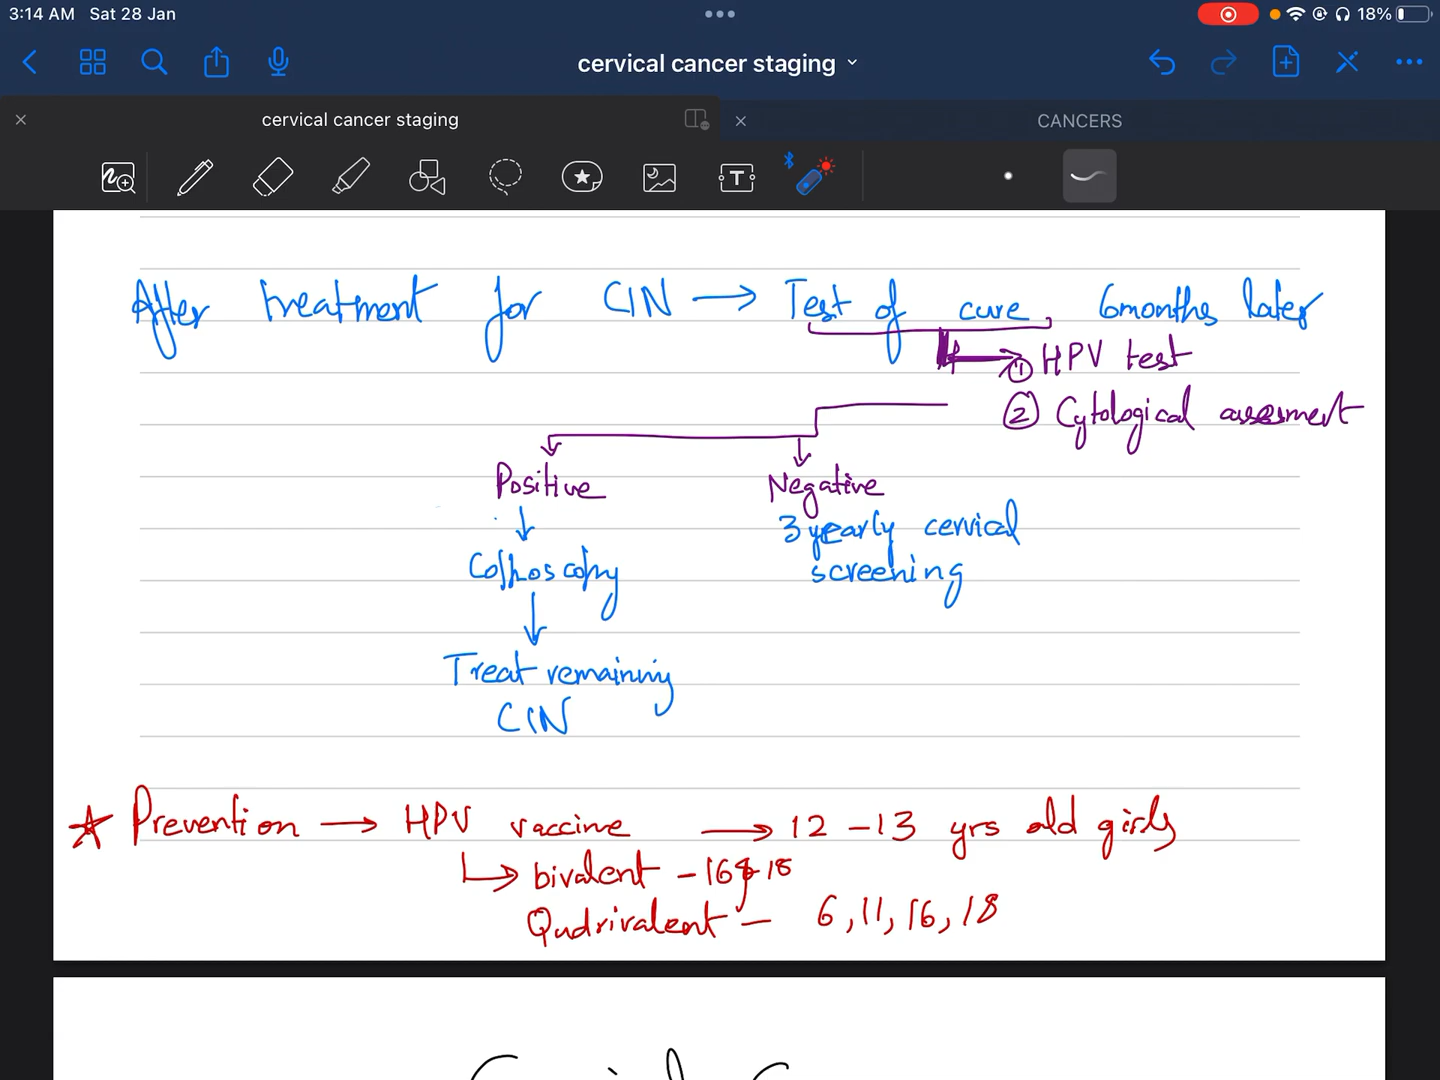 3:14 AM Sat 28 Jan
18%
cervical cancer staging
cervical cancer staging
CANCERS
T
After treatment for CIN → Test of cure 6months later
① HPV test
② Cytological assessment
Positive
Negative
3 yearly cervical
screening
Colposcopy
Treat remaining
CIN
Prevention → HPV vaccine → 12 - 13 yrs old girls
bivalent - 16 & 18
Qudrivalent - 6, 11, 16, 18